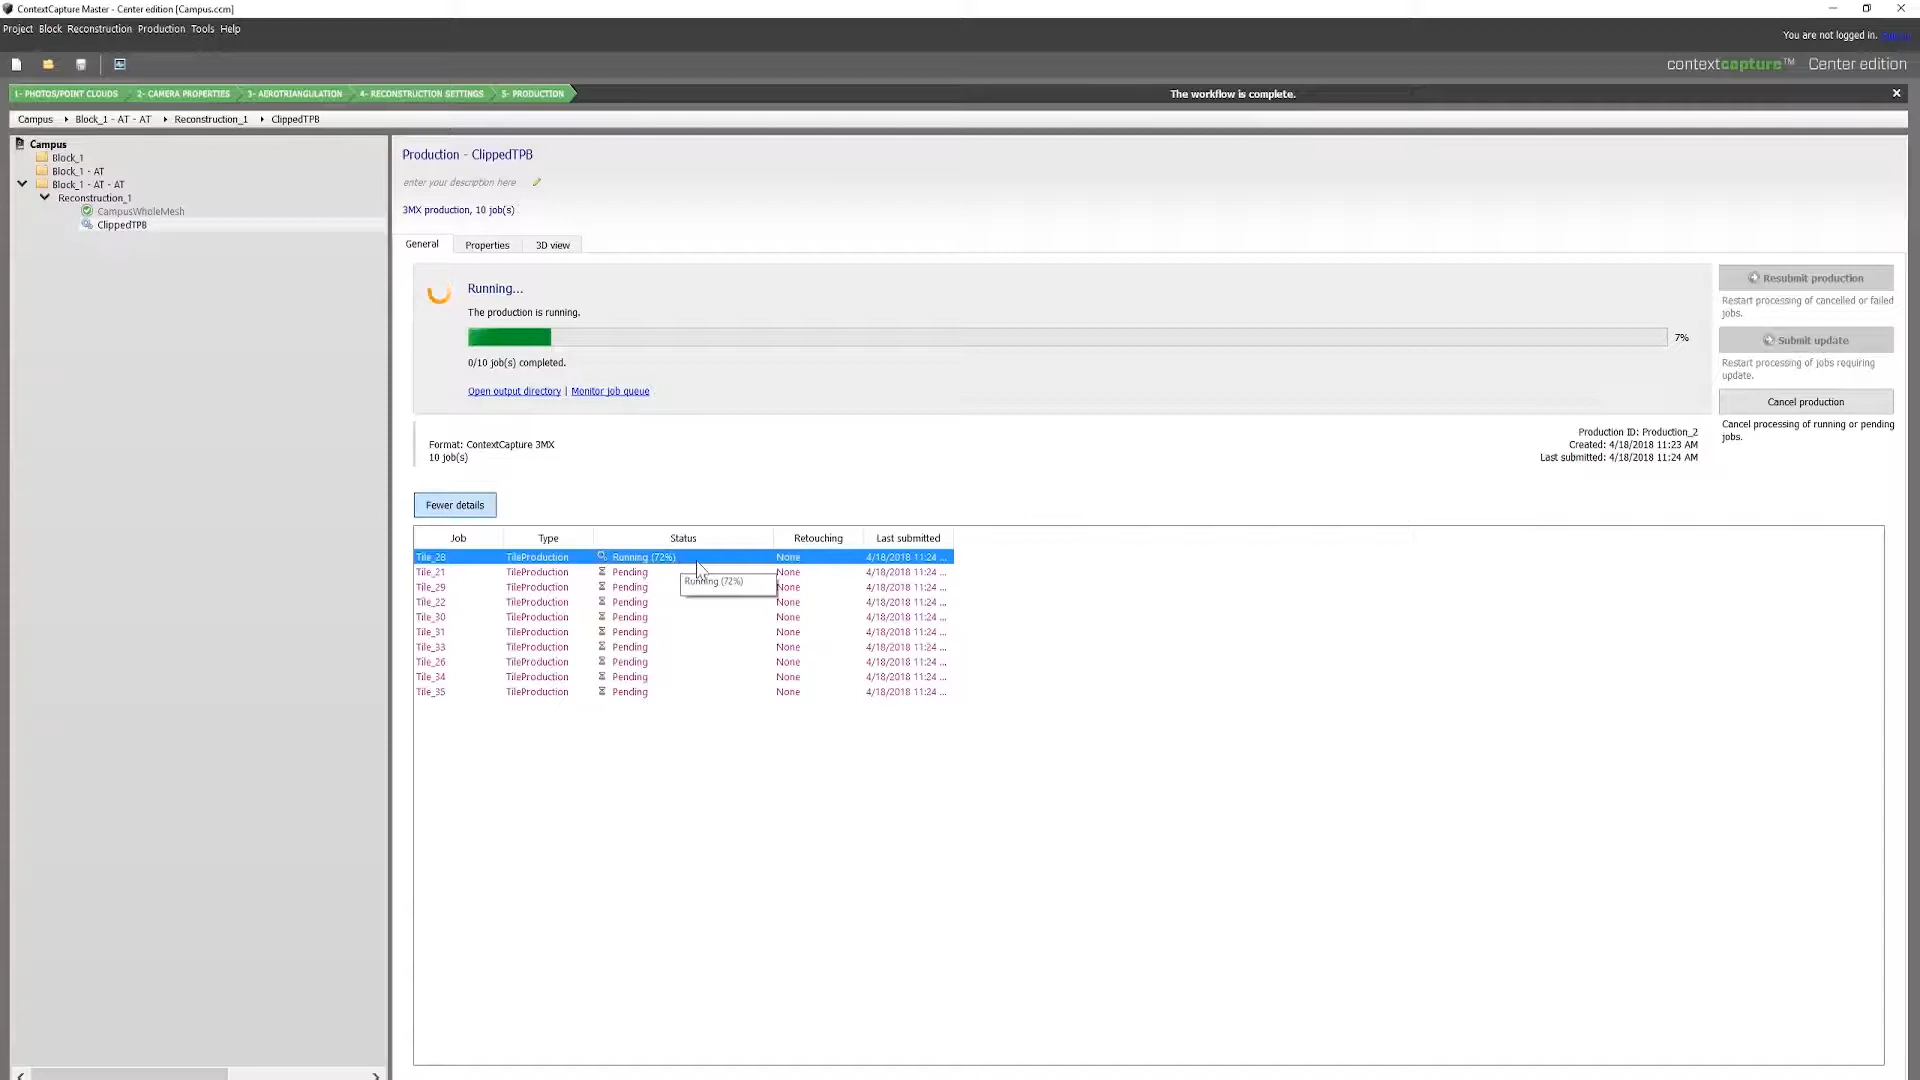 ContextCapture Master - Center edition [Campus.ccm]
Project Block Reconstruction Production Tools Help
You are not logged in.
contextcapture™ Center edition
1- PHOTOS/POINT CLOUDS 2- CAMERA PROPERTIES 3- AEROTRIANGULATION 4- RECONSTRUCTION SETTINGS 5- PRODUCTION The workflow is complete.
Campus Block_1 - AT - AT Reconstruction_1 ClippedTPB
Campus
Block_1
Block_1 - AT
Block_1 - AT - AT
Reconstruction_1
CampusWholeMesh
ClippedTPB
Production - ClippedTPB
enter your description here
3MX production, 10 job(s)
General Properties 3D view
Running...
The production is running.
7%
0/10 job(s) completed.
Open output directory | Monitor job queue
Resubmit production
Restart processing of cancelled or failed
jobs.
Submit update
Restart processing of jobs requiring
update.
Cancel production
Cancel processing of running or pending
jobs.
Format: ContextCapture 3MX
10 job(s)
Production ID: Production_2
Created: 4/18/2018 11:23 AM
Last submitted: 4/18/2018 11:24 AM
Fewer details
Job Type Status Retouching Last submitted
Tile_28 TileProduction Running (72%) None 4/18/2018 11:24 ...
Tile_21 TileProduction Pending None 4/18/2018 11:24 ...
Running (72%)
Tile_29 TileProduction Pending None 4/18/2018 11:24 ...
Tile_22 TileProduction Pending None 4/18/2018 11:24 ...
Tile_30 TileProduction Pending None 4/18/2018 11:24 ...
Tile_31 TileProduction Pending None 4/18/2018 11:24 ...
Tile_33 TileProduction Pending None 4/18/2018 11:24 ...
Tile_26 TileProduction Pending None 4/18/2018 11:24 ...
Tile_34 TileProduction Pending None 4/18/2018 11:24 ...
Tile_35 TileProduction Pending None 4/18/2018 11:24 ...